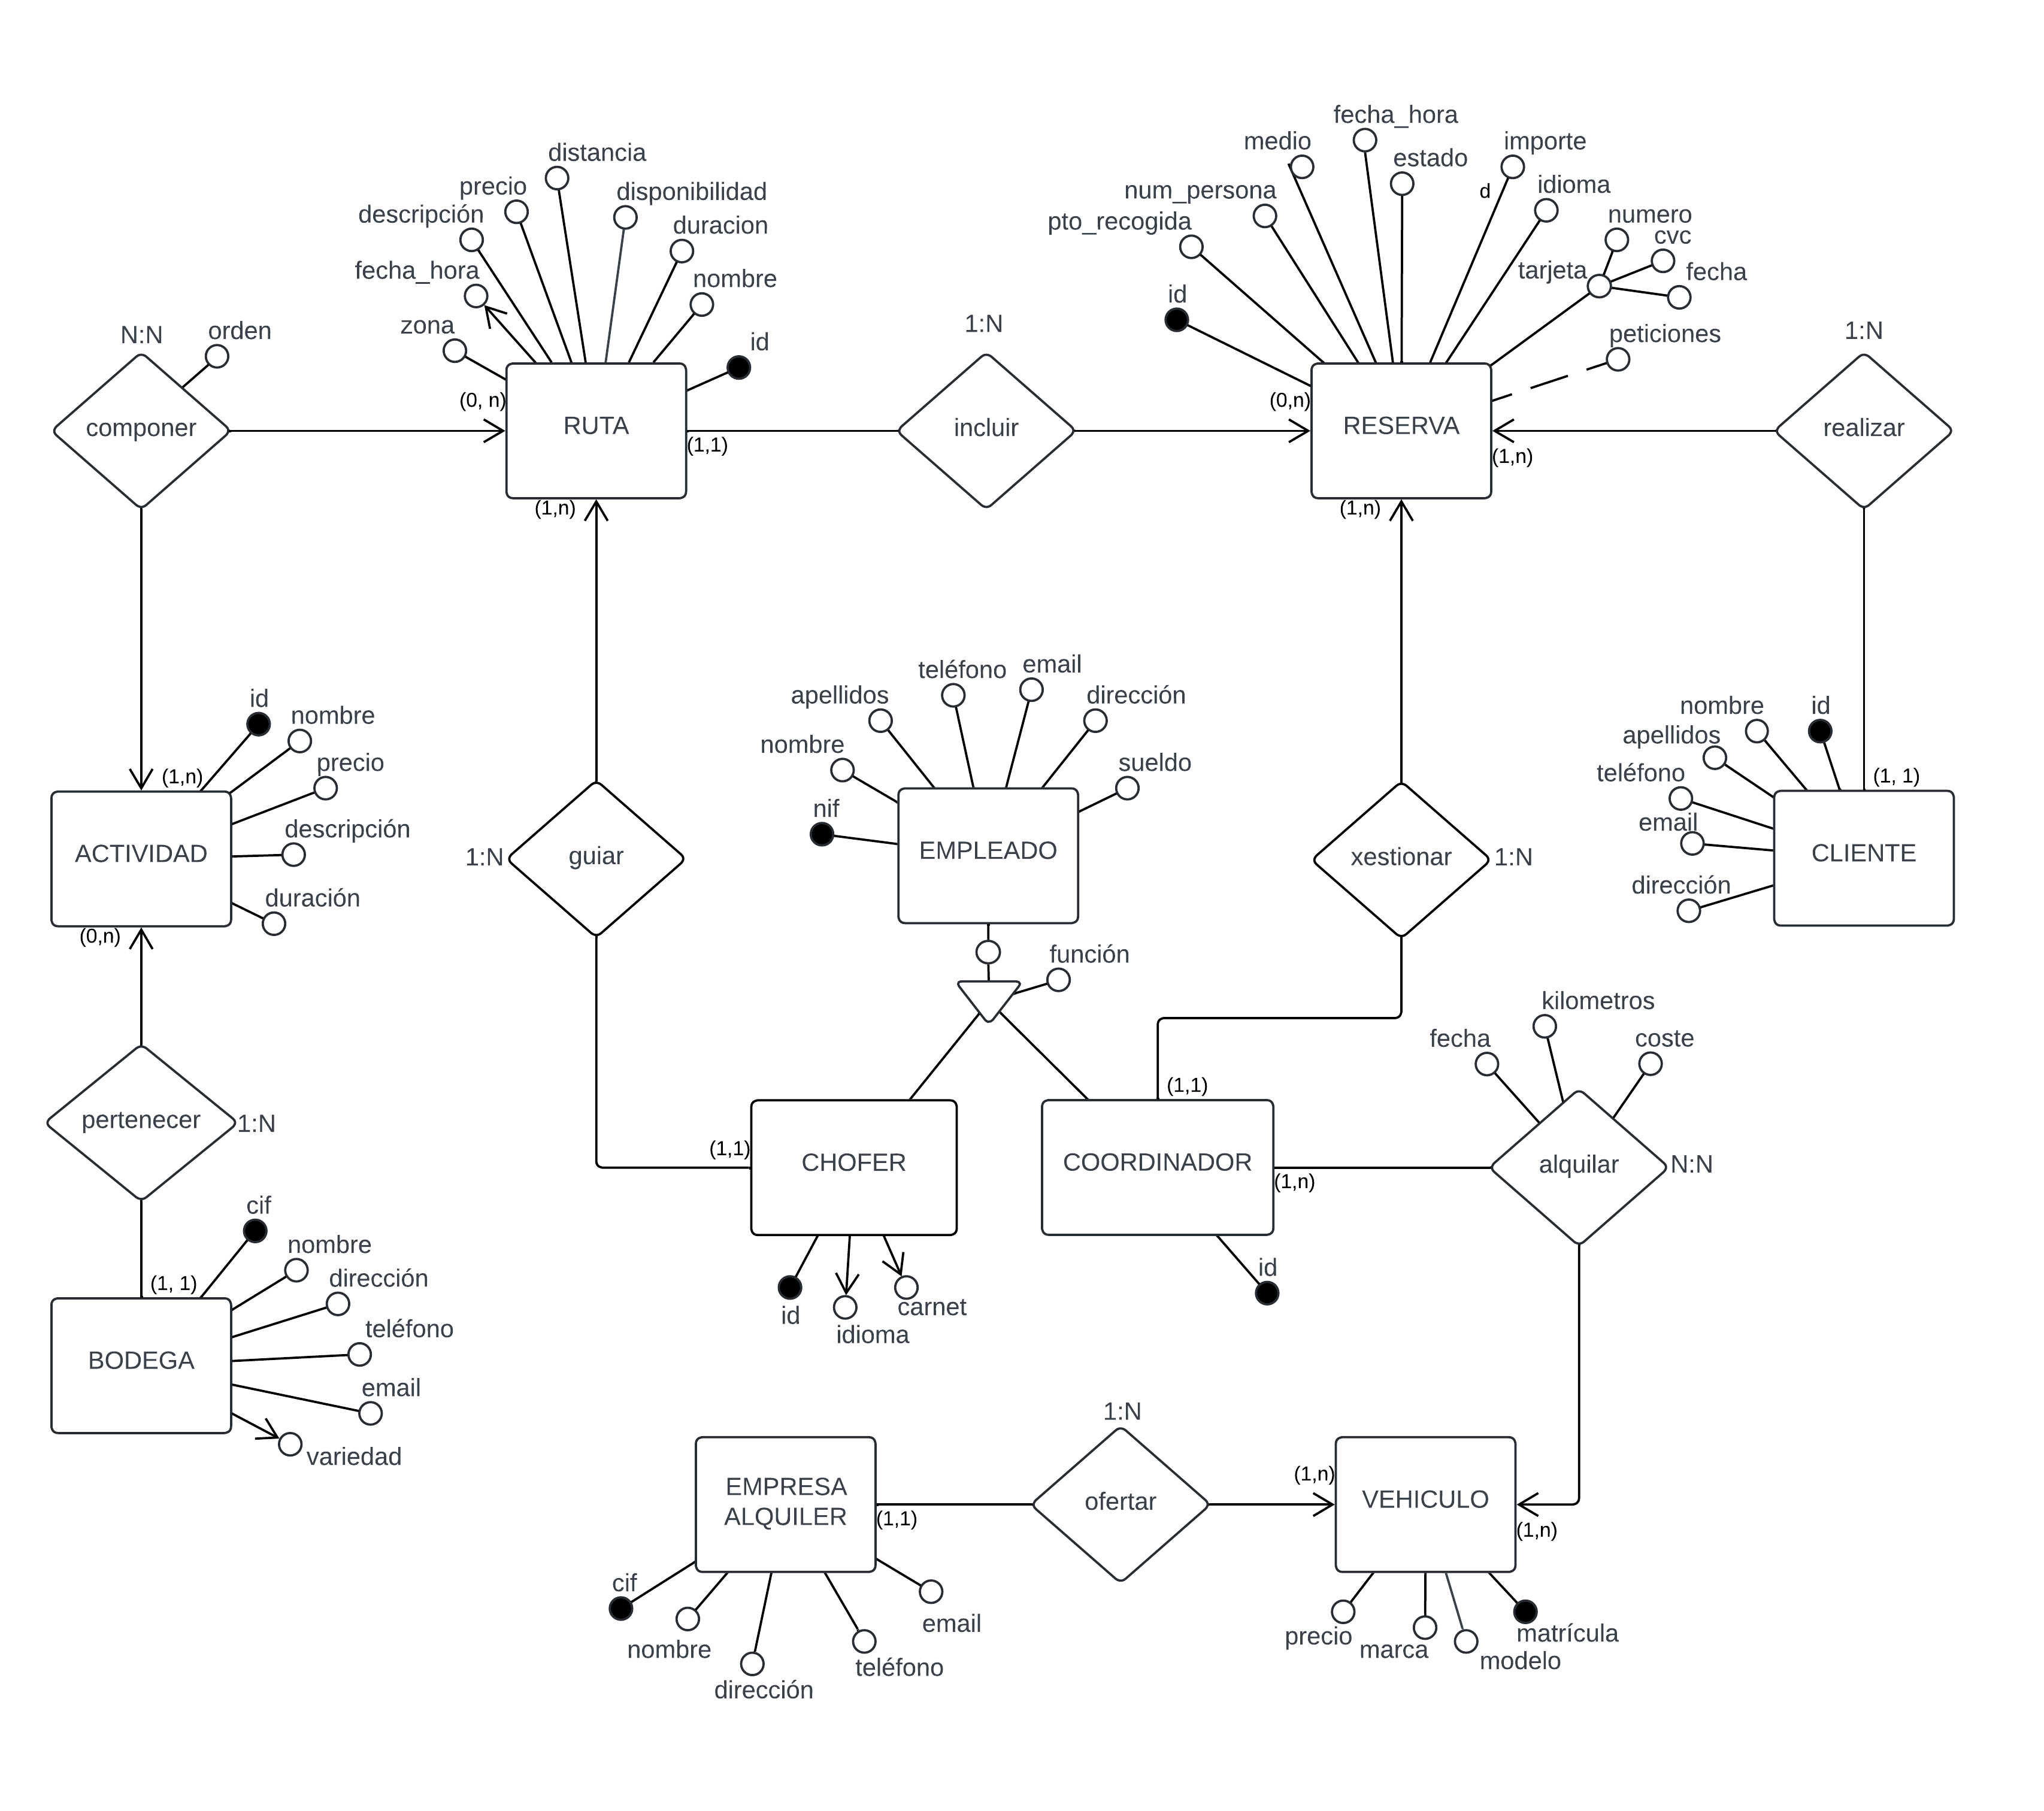 fecha_hora
medio
importe
distancia
estado
precio
disponibilidad
num_persona
d
idioma
descripción
duracion
pto_recogida
numero
cvc
fecha_hora
nombre
tarjeta
fecha
id
zona
id
peticiones
N:N
orden
1:N
1:N
(0, n)
(0,n)
componer
RUTA
incluir
RESERVA
realizar
(1,1)
(1,n)
(1,n)
(1,n)
teléfono
email
id
apellidos
dirección
nombre
id
nombre
apellidos
nombre
precio
sueldo
teléfono
(1,n)
(1, 1)
nif
email
descripción
ACTIVIDAD
1:N
guiar
EMPLEADO
xestionar
1:N
CLIENTE
duración
dirección
(0,n)
función
kilometros
fecha
coste
(1,1)
pertenecer
1:N
(1,1)
CHOFER
COORDINADOR
alquilar
N:N
(1,n)
cif
nombre
id
(1, 1)
dirección
carnet
id
teléfono
idioma
BODEGA
email
1:N
variedad
(1,n)
EMPRESA
ALQUILER
ofertar
VEHICULO
(1,1)
(1,n)
cif
email
precio
marca
matrícula
nombre
modelo
teléfono
dirección